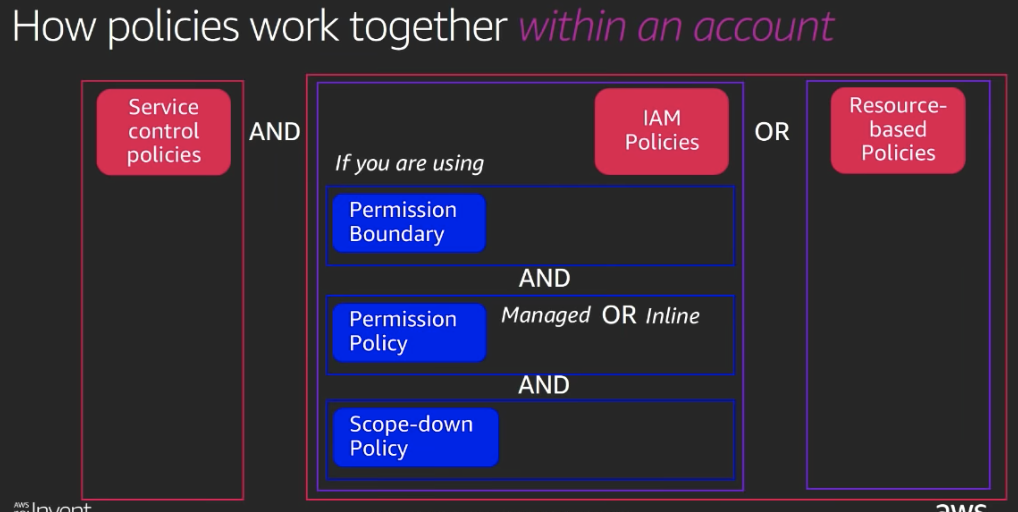 How policies work together within an account
Service
control
policies
AND
IAM
Policies
OR
Resource-
based
Policies
If you are using
Permission
Boundary
AND
Permission
Policy
Managed OR Inline
AND
Scope-down
Policy
AWS
Invent
aws